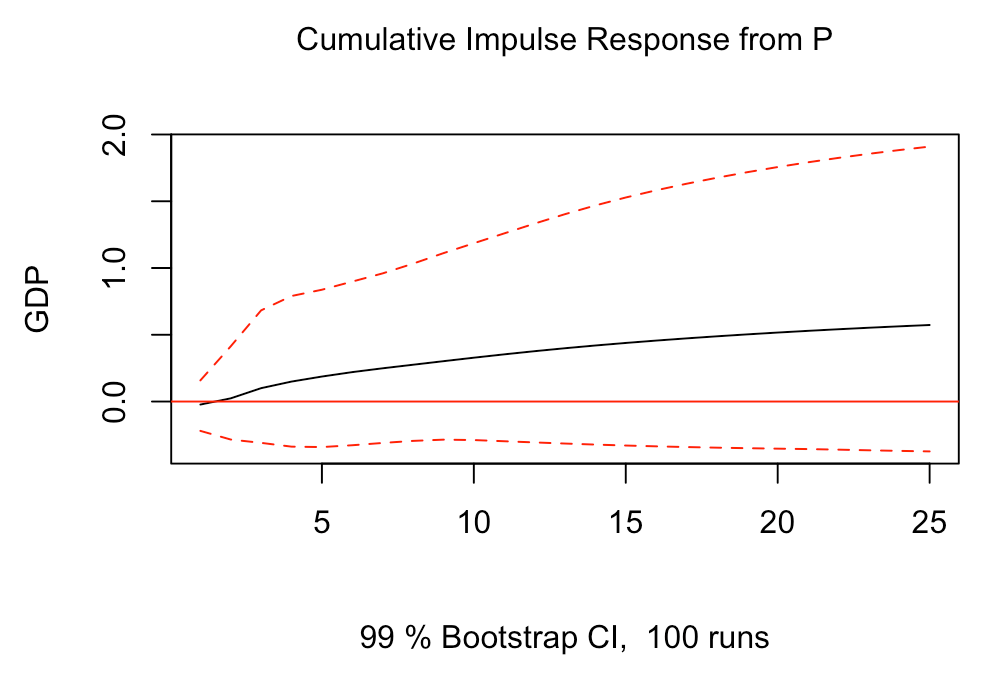 Cumulative Impulse Response from P
GDP
2.0
1.0
0.0
5 10 15 20 25
99 % Bootstrap CI,  100 runs